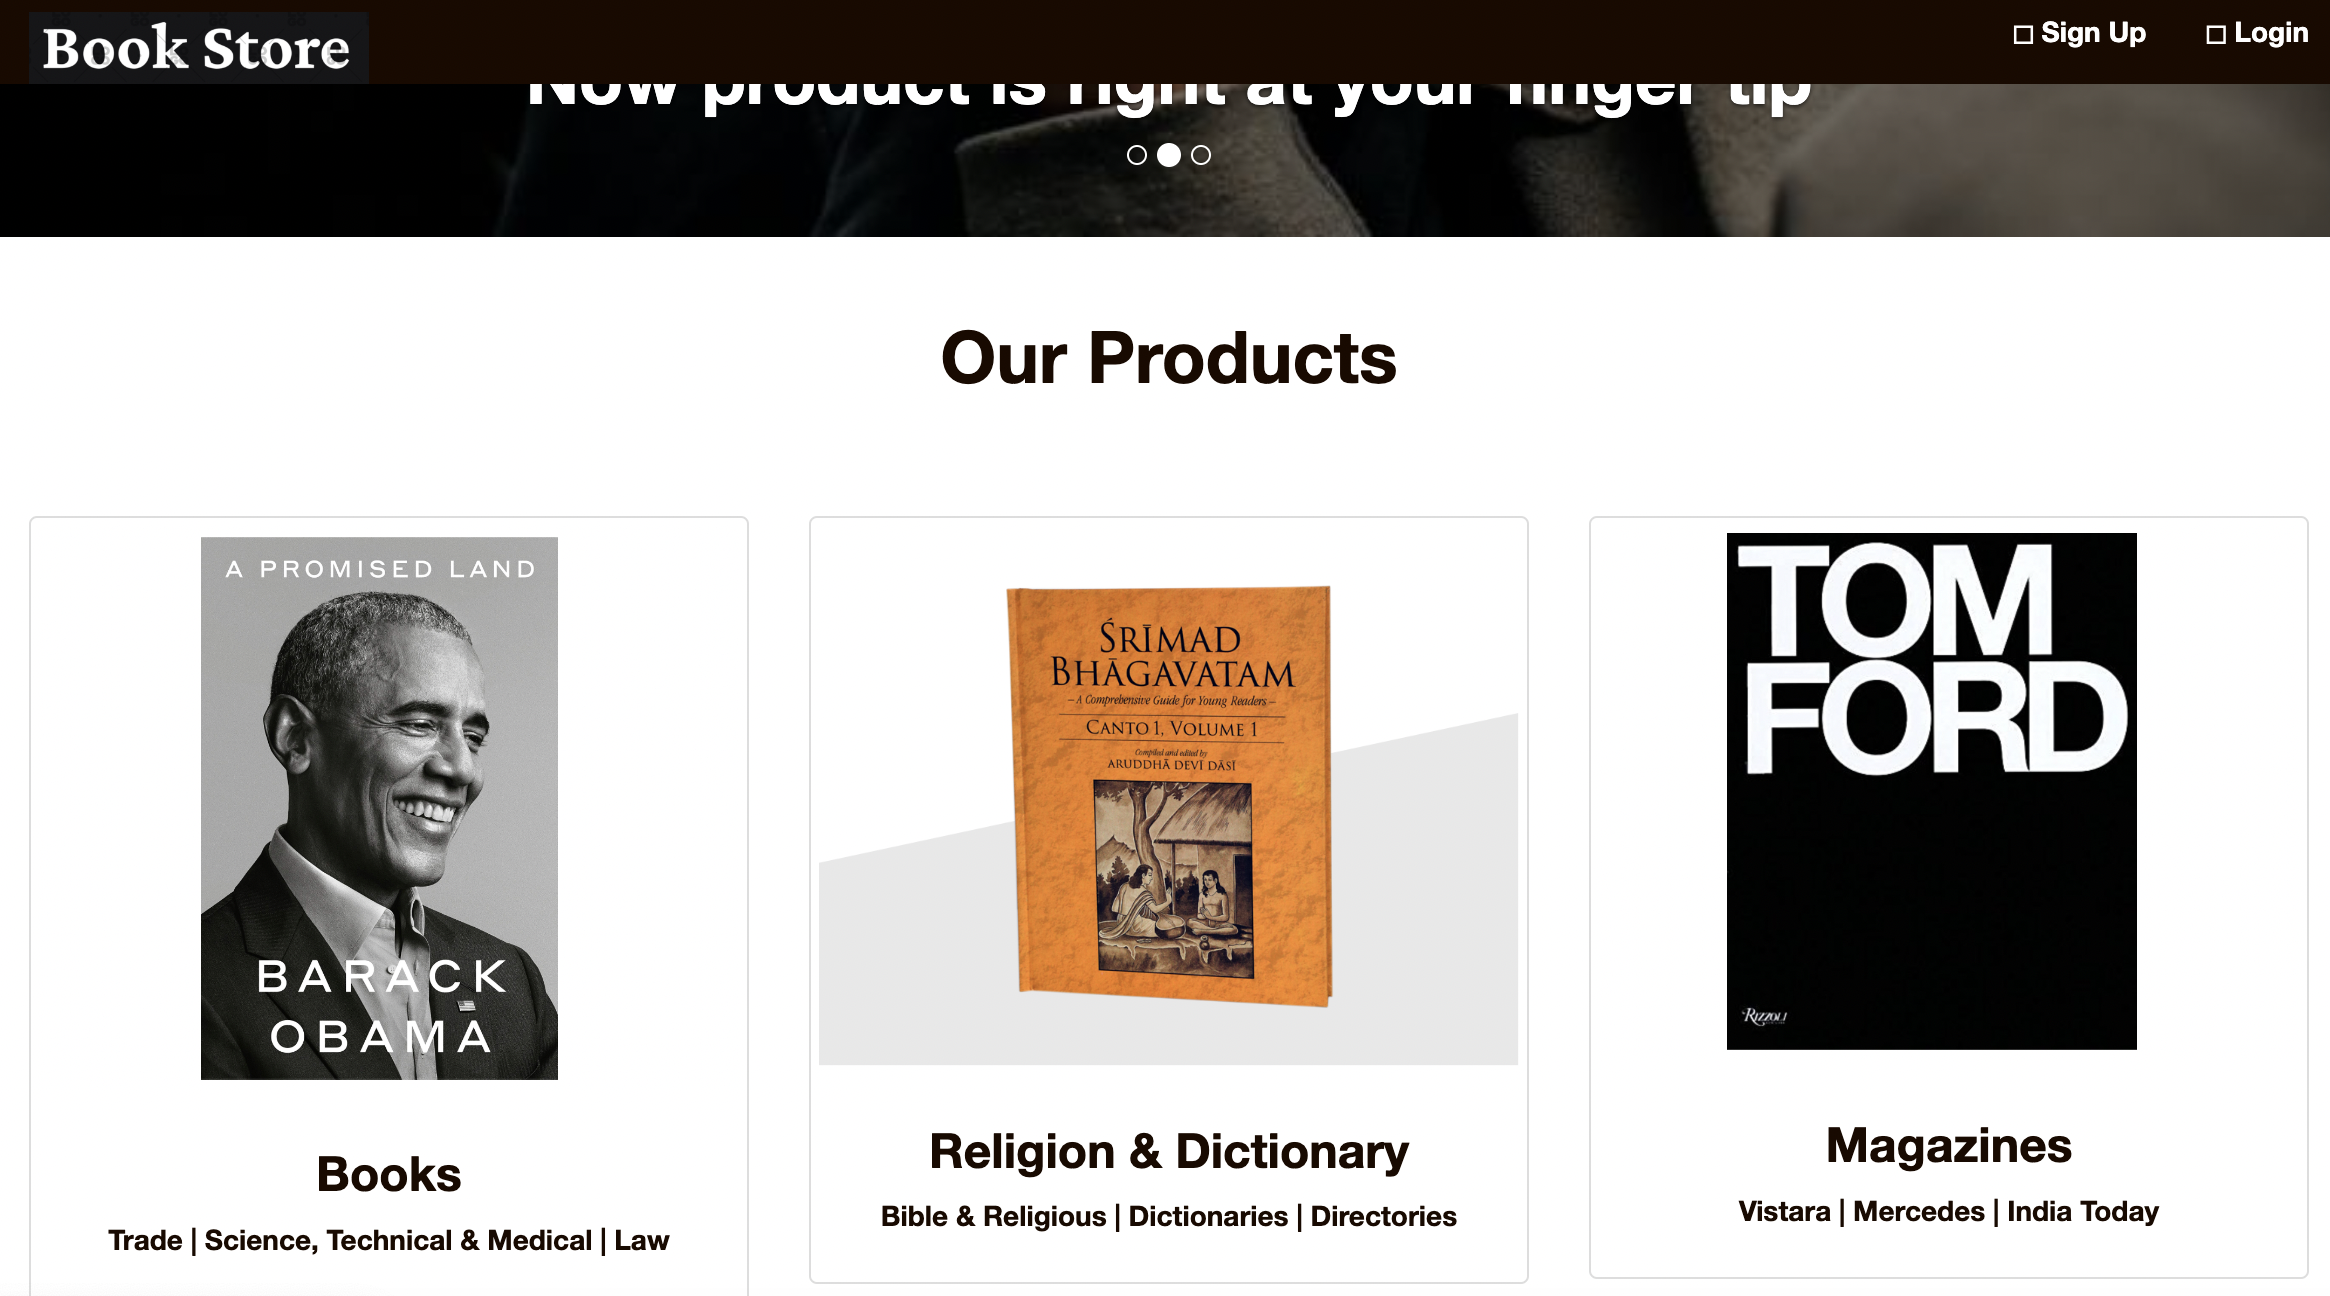 Book Store
Sign Up
Login
Now product is right at your finger tip
Our Products
A PROMISED LAND
BARACK
OBAMA
Books
Trade | Science, Technical & Medical | Law
ŚRĪMAD
BHĀGAVATAM
– A Comprehensive Guide for Young Readers –
CANTO 1, VOLUME 1
Compiled and edited by
ARUDDHĀ DEVĪ DĀSĪ
Religion & Dictionary
Bible & Religious | Dictionaries | Directories
TOM
FORD
RIZZOLI
Magazines
Vistara | Mercedes | India Today